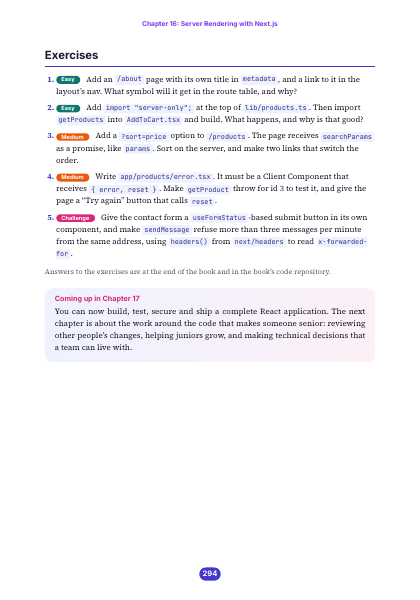 Chapter 16: Server Rendering with Next.js
Exercises
1. Easy Add an /about page with its own title in metadata, and a link to it in the
layout's nav. What symbol will it get in the route table, and why?
2. Easy Add import "server-only"; at the top of lib/products.ts. Then import
getProducts into AddToCart.tsx and build. What happens, and why is that good?
3. Medium Add a ?sort=price option to /products. The page receives searchParams
as a promise, like params. Sort on the server, and make two links that switch the
order.
4. Medium Write app/products/error.tsx. It must be a Client Component that
receives { error, reset }. Make getProduct throw for id 3 to test it, and give the
page a “Try again” button that calls reset.
5. Challenge Give the contact form a useFormStatus-based submit button in its own
component, and make sendMessage refuse more than three messages per minute
from the same address, using headers() from next/headers to read x-forwarded-
for.
Answers to the exercises are at the end of the book and in the book's code repository.
Coming up in Chapter 17
You can now build, test, secure and ship a complete React application. The next
chapter is about the work around the code that makes someone senior: reviewing
other people's changes, helping juniors grow, and making technical decisions that
a team can live with.
294